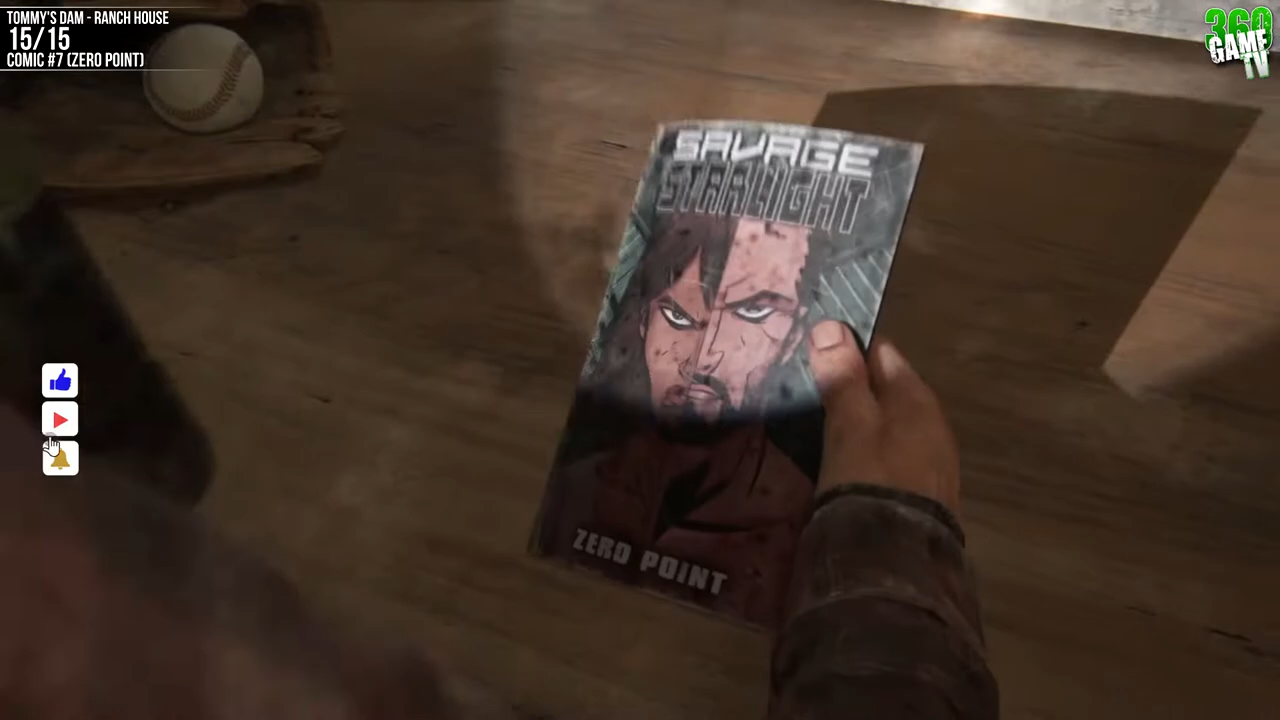 TOMMY'S DAM - RANCH HOUSE
15/15
COMIC #7 (ZERO POINT)
360
GAME
TV
SAVAGE
STARLIGHT
ZERO POINT